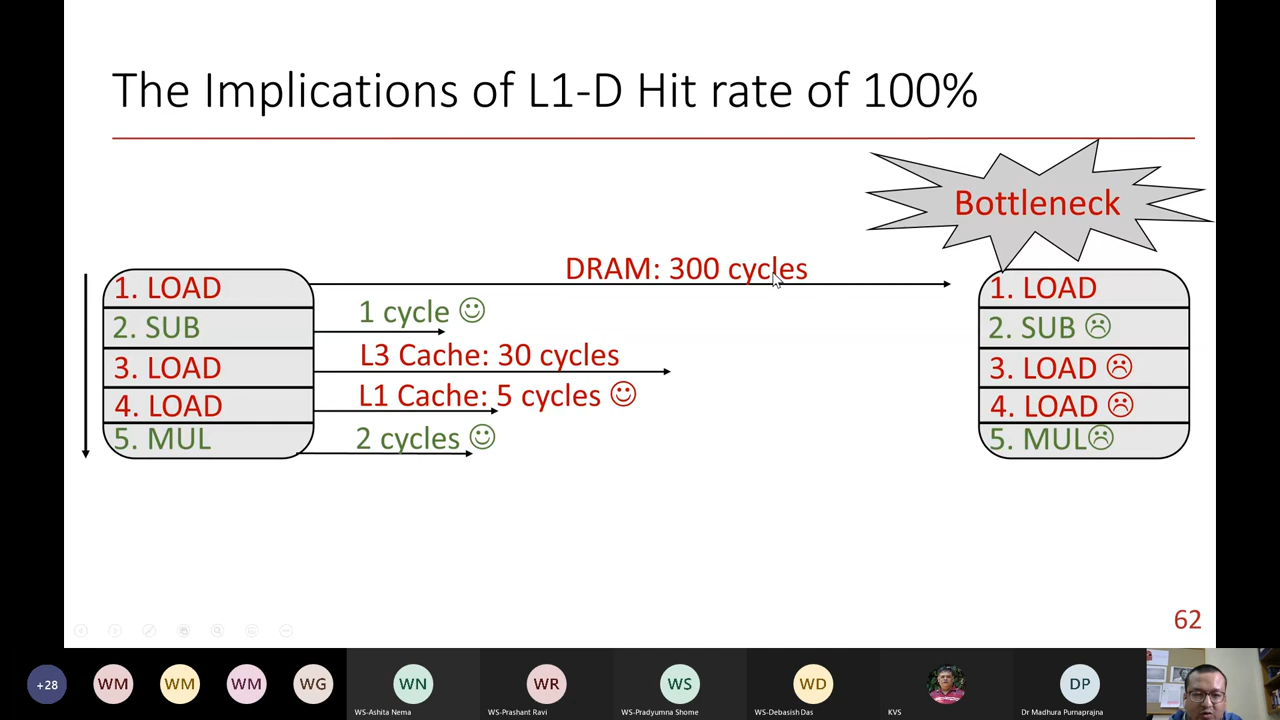 The Implications of L1-D Hit rate of 100%
Bottleneck
DRAM: 300 cycles
1. LOAD
1 cycle
2. SUB
L3 Cache: 30 cycles
3. LOAD
L1 Cache: 5 cycles
4. LOAD
2 cycles
5. MUL
1. LOAD
2. SUB
3. LOAD
4. LOAD
5. MUL
62
+28
WM
WM
WM
WG
WN
WS-Ashita Nema
WR
WS-Prashant Ravi
WS
WS-Pradyumna Shome
WD
WS-Debasish Das
KVS
DP
Dr Madhura Purnaprajna